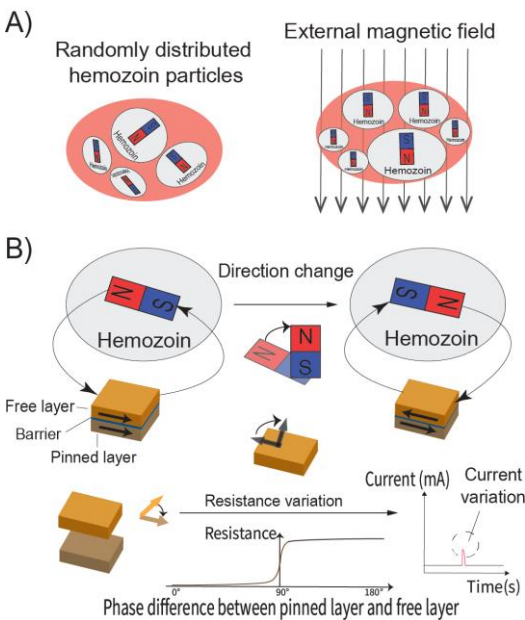 A)
Randomly distributed
hemozoin particles
External magnetic field
N S
Hemozoin
Hemozoin
S
N
Hemozoin
S
N
Hemozoin
S
N
Hemozoin
B)
N S
Hemozoin
Direction change
N
N
S
S N
Hemozoin
Free layer
Barrier
Pinned layer
Resistance variation
Current (mA)
Current
variation
Resistance
0°
90°
180°
Time(s)
Phase difference between pinned layer and free layer